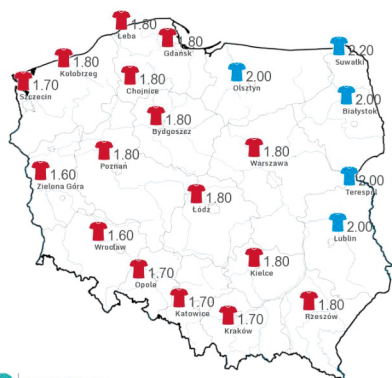 1.80
Łeba
1.80
Gdańsk
2.20
Suwałki
1.80
Kołobrzeg
1.70
Szczecin
1.80
Chojnice
2.00
Olsztyn
2.00
Białystok
1.80
Bydgoszcz
1.80
Poznań
1.80
Warszawa
1.60
Zielona Góra
2.00
Terespol
1.80
Łódź
1.60
Wrocław
2.00
Lublin
1.70
Opole
1.80
Kielce
1.70
Katowice
1.70
Kraków
1.80
Rzeszów